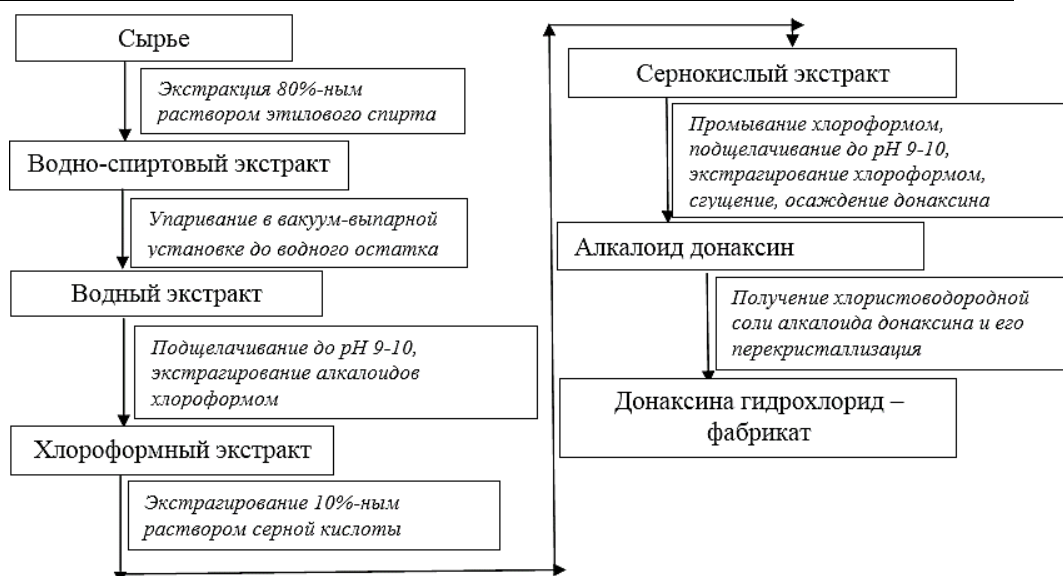 Сырье
Экстракция 80%-ным
раствором этилового спирта
Водно-спиртовый экстракт
Упаривание в вакуум-выпарной
установке до водного остатка
Водный экстракт
Подщелачивание до pH 9-10,
экстрагирование алкалоидов
хлороформом
Хлороформный экстракт
Экстрагирование 10%-ным
раствором серной кислоты
Сернокислый экстракт
Промывание хлороформом,
подщелачивание до pH 9-10,
экстрагирование хлороформом,
сгущение, осаждение донаксина
Алкалоид донаксин
Получение хлористоводородной
соли алкалоида донаксина и его
перекристаллизация
Донаксина гидрохлорид –
фабрикат